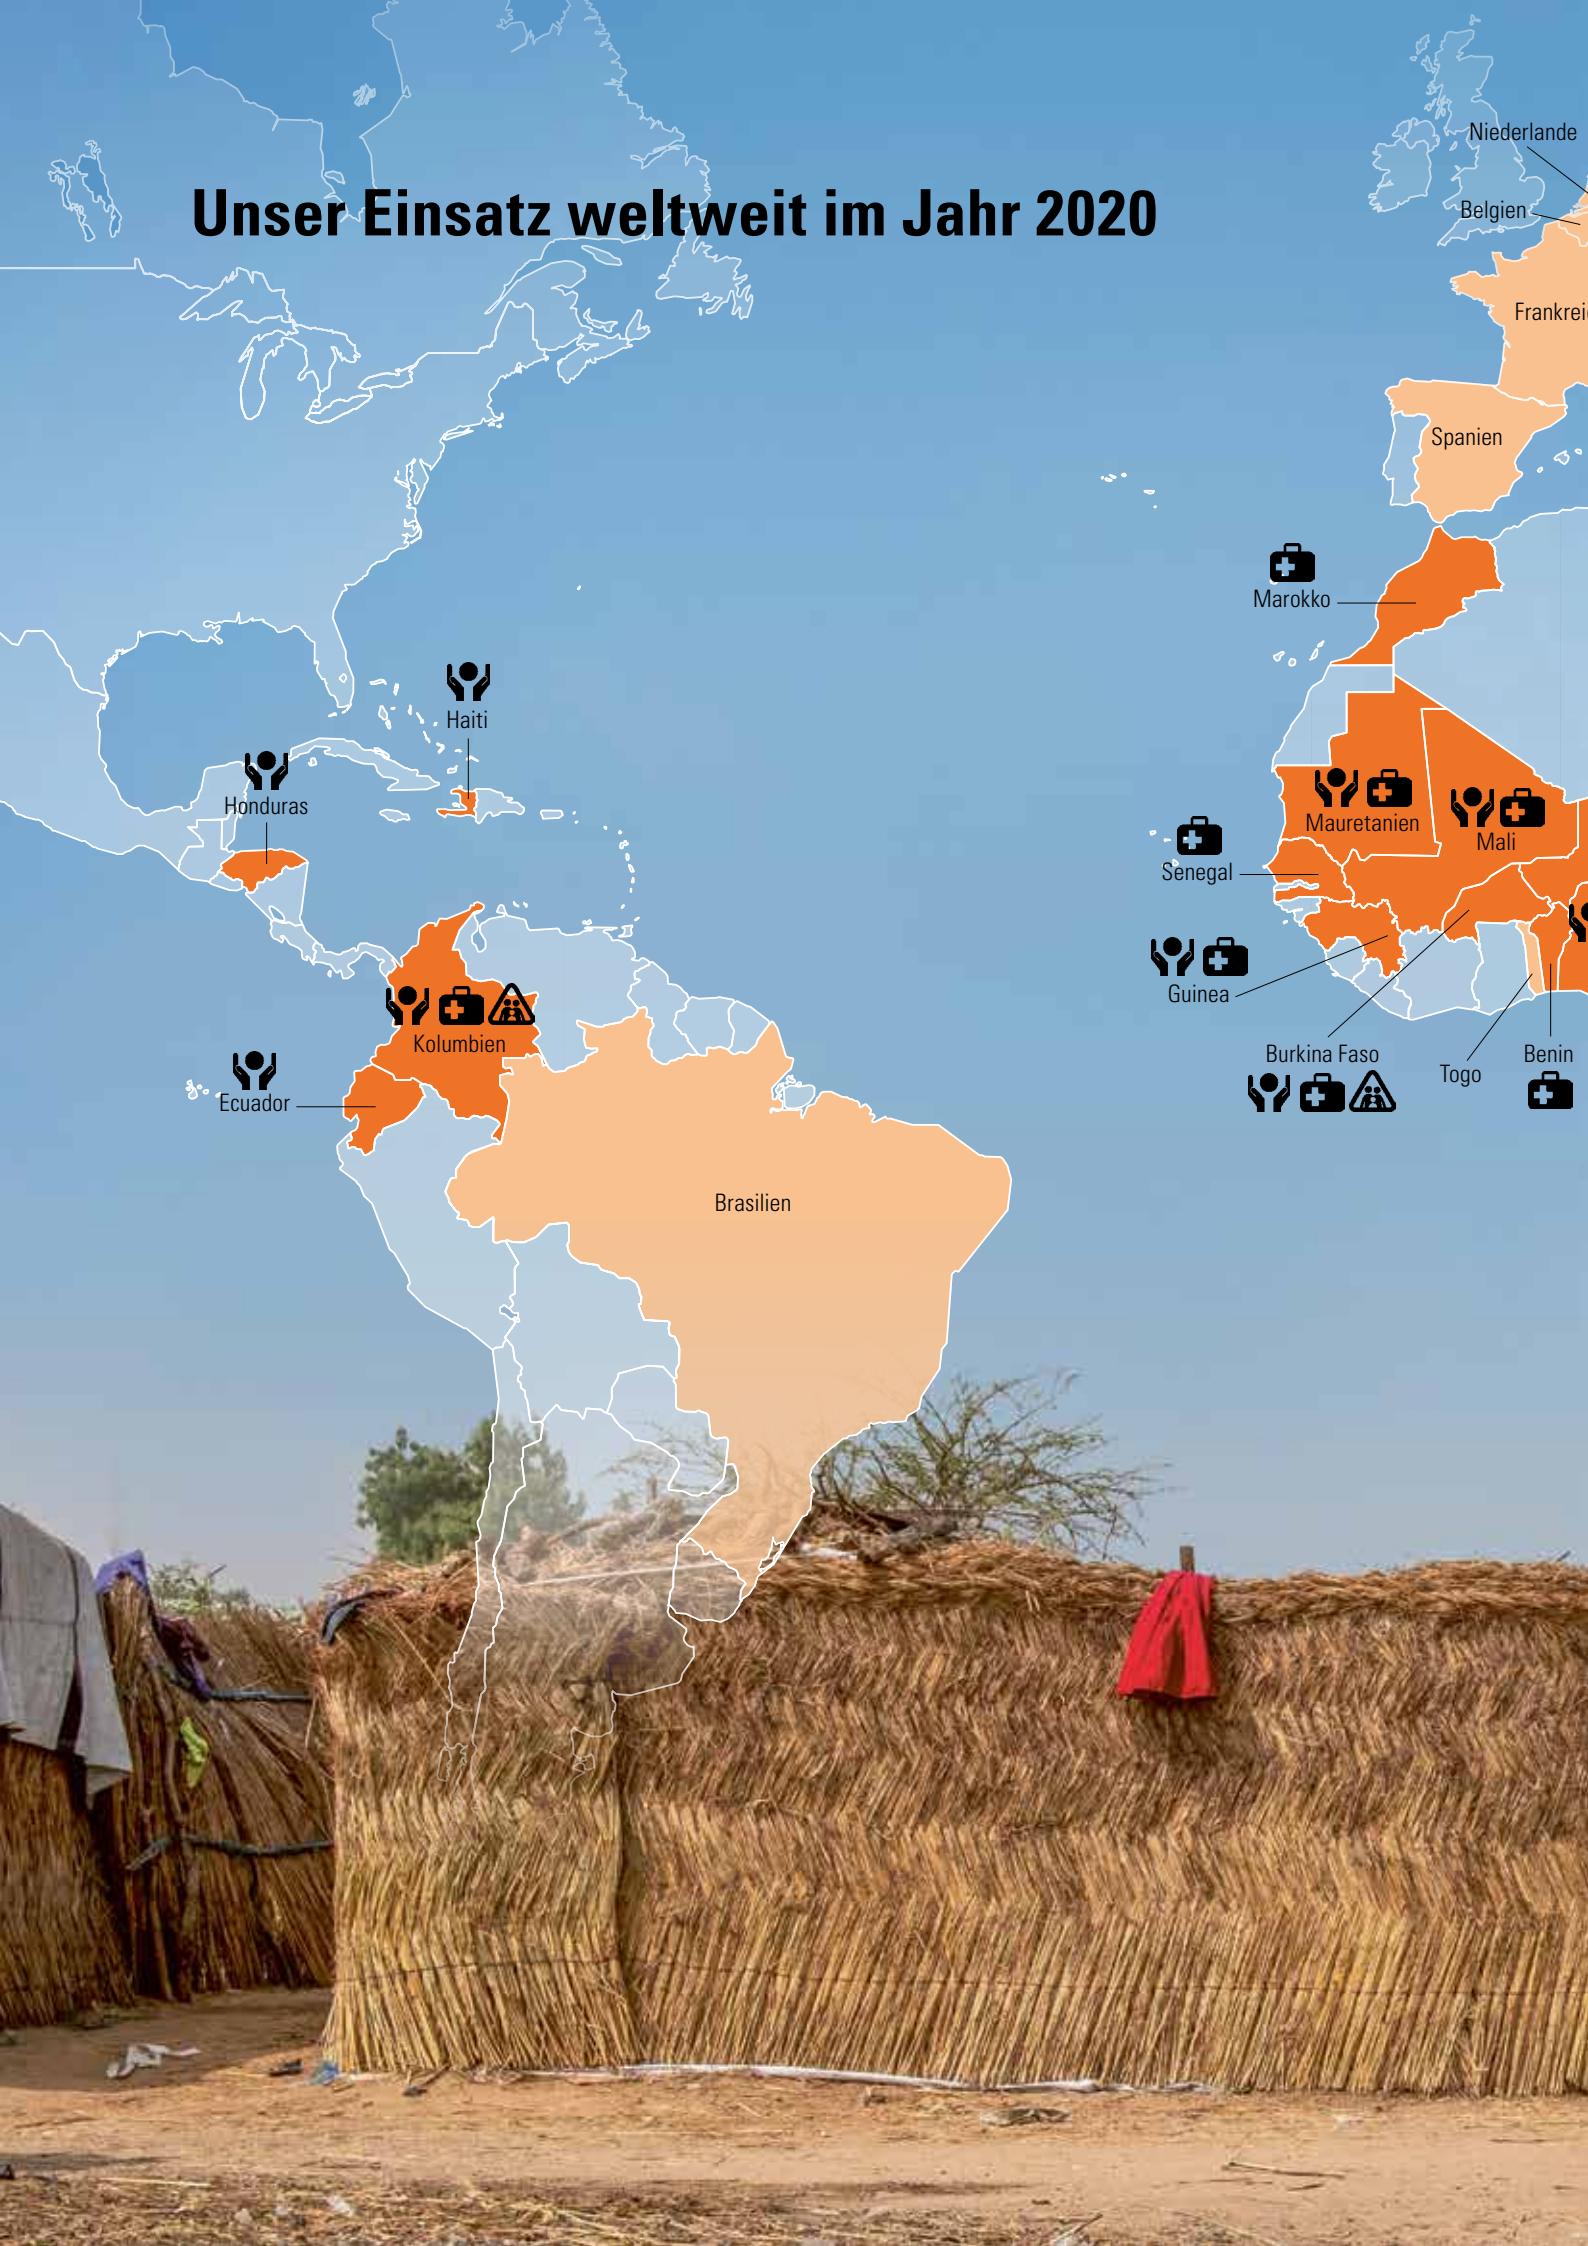 Unser Einsatz weltweit im Jahr 2020
Niederlande
Belgien
Spanien
Marokko
Haiti
Honduras
Mauretanien
Mali
Senegal
Guinea
Kolumbien
Burkina Faso
Togo
Benin
Ecuador
Brasilien